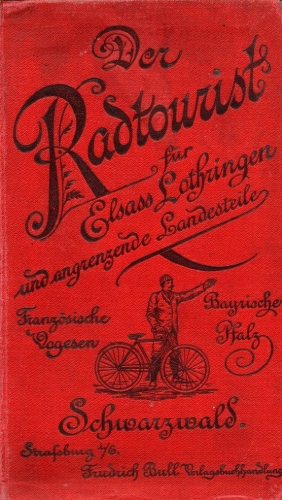 Der
Radtourist
für
Elsass Lothringen
und angrenzende Landesteile
Französische
Vogesen
Bayrische
Pfalz
Schwarzwald.
Strassburg i/E.
Friedrich Bull Verlagsbuchhandlung